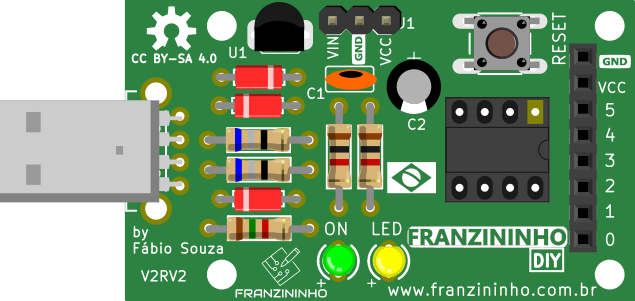 CC BY-SA 4.0
U1
VIN
GND
VCC
J1
RESET
GND
VCC
5
4
3
2
1
0
C1
C2
by
Fábio Souza
V2RV2
FRANZININHO
ON
LED
FRANZININHO
DIY
www.franzininho.com.br